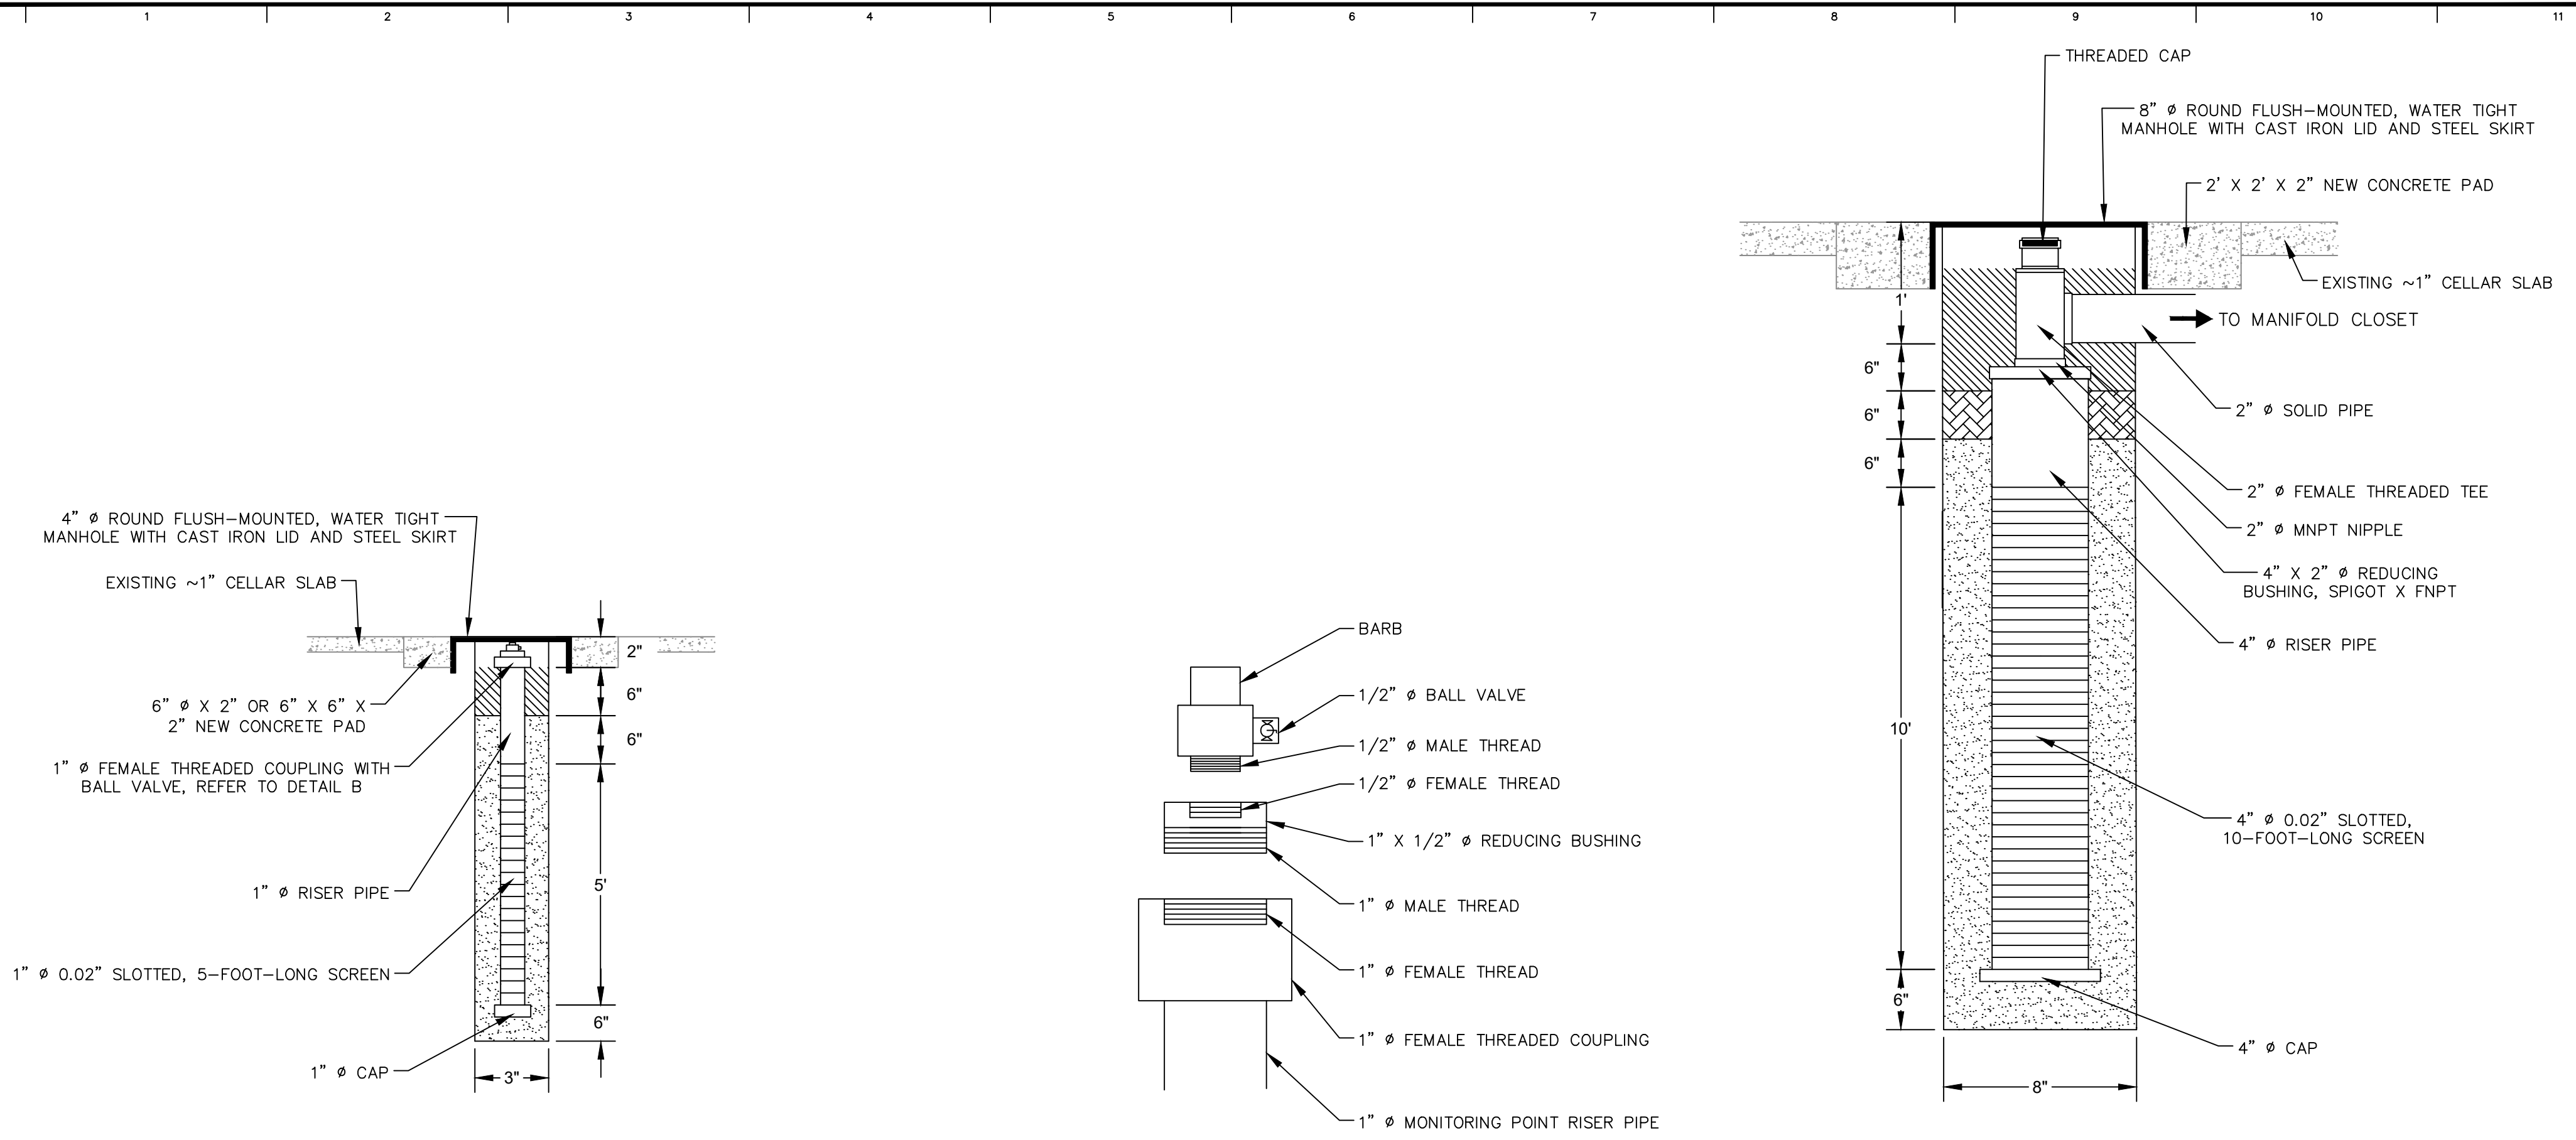 1 2 3 4 5 6 7 8 9 10 11
4” ø ROUND FLUSH-MOUNTED, WATER TIGHT
MANHOLE WITH CAST IRON LID AND STEEL SKIRT
EXISTING ~1” CELLAR SLAB
6” ø X 2” OR 6” X 6” X
2” NEW CONCRETE PAD
1” ø FEMALE THREADED COUPLING WITH
BALL VALVE, REFER TO DETAIL B
1” ø RISER PIPE
1” ø 0.02” SLOTTED, 5-FOOT-LONG SCREEN
1” ø CAP
2"
6"
6"
5'
6"
3"
BARB
1/2” ø BALL VALVE
1/2” ø MALE THREAD
1/2” ø FEMALE THREAD
1” X 1/2” ø REDUCING BUSHING
1” ø MALE THREAD
1” ø FEMALE THREAD
1” ø FEMALE THREADED COUPLING
1” ø MONITORING POINT RISER PIPE
THREADED CAP
8” ø ROUND FLUSH-MOUNTED, WATER TIGHT
MANHOLE WITH CAST IRON LID AND STEEL SKIRT
2’ X 2’ X 2” NEW CONCRETE PAD
EXISTING ~1” CELLAR SLAB
TO MANIFOLD CLOSET
2” ø SOLID PIPE
2” ø FEMALE THREADED TEE
2” ø MNPT NIPPLE
4” X 2” ø REDUCING
BUSHING, SPIGOT X FNPT
4” ø RISER PIPE
4” ø 0.02” SLOTTED,
10-FOOT-LONG SCREEN
4” ø CAP
1'
6"
6"
6"
10'
6"
8"